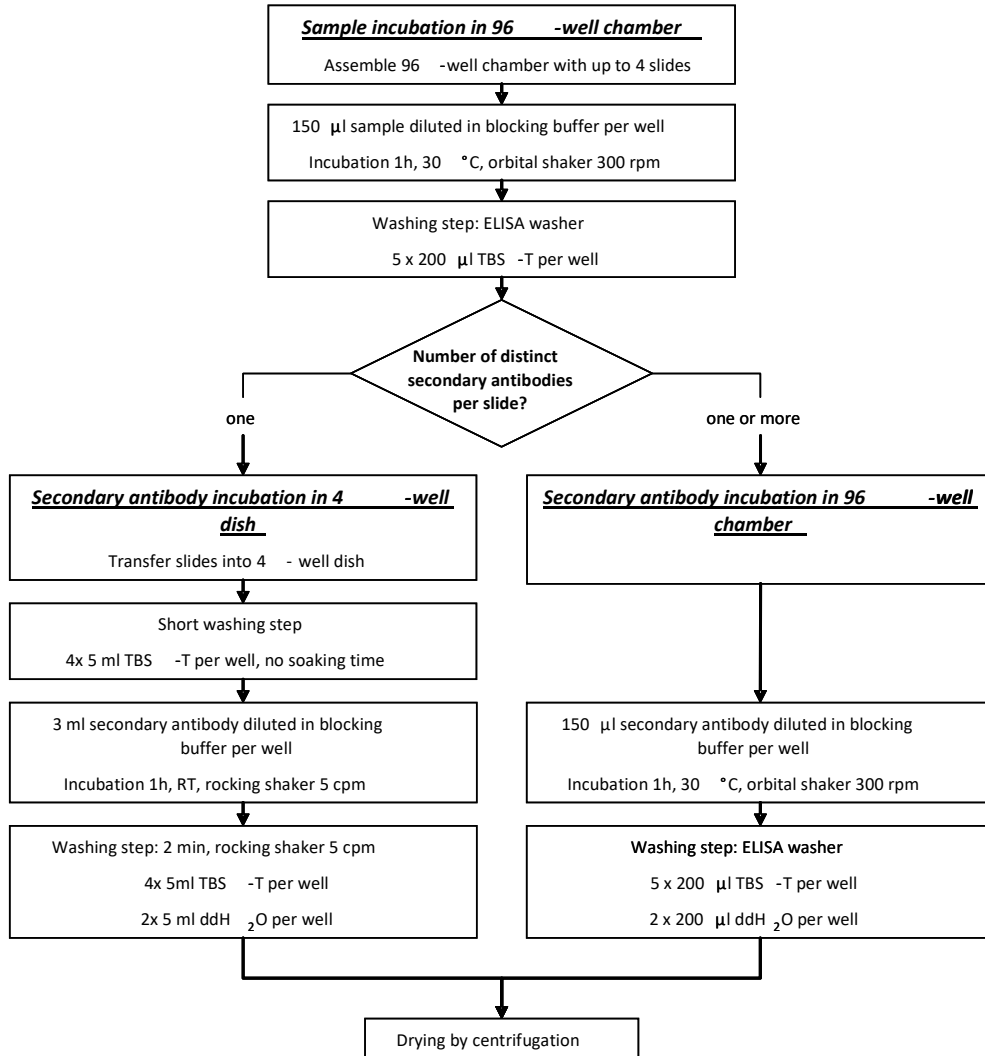 Sample incubation in 96 -well chamber
Assemble 96 -well chamber with up to 4 slides
150 µl sample diluted in blocking buffer per well
Incubation 1h, 30 °C, orbital shaker 300 rpm
Washing step: ELISA washer
5 x 200 µl TBS -T per well
Number of distinct
secondary antibodies
per slide?
one
one or more
Secondary antibody incubation in 4 -well
dish
Transfer slides into 4 - well dish
Short washing step
4x 5 ml TBS -T per well, no soaking time
3 ml secondary antibody diluted in blocking
buffer per well
Incubation 1h, RT, rocking shaker 5 cpm
Washing step: 2 min, rocking shaker 5 cpm
4x 5ml TBS -T per well
2x 5 ml ddH 2O per well
Secondary antibody incubation in 96 -well
chamber
150 µl secondary antibody diluted in blocking
buffer per well
Incubation 1h, 30 °C, orbital shaker 300 rpm
Washing step: ELISA washer
5 x 200 µl TBS -T per well
2 x 200 µl ddH 2O per well
Drying by centrifugation